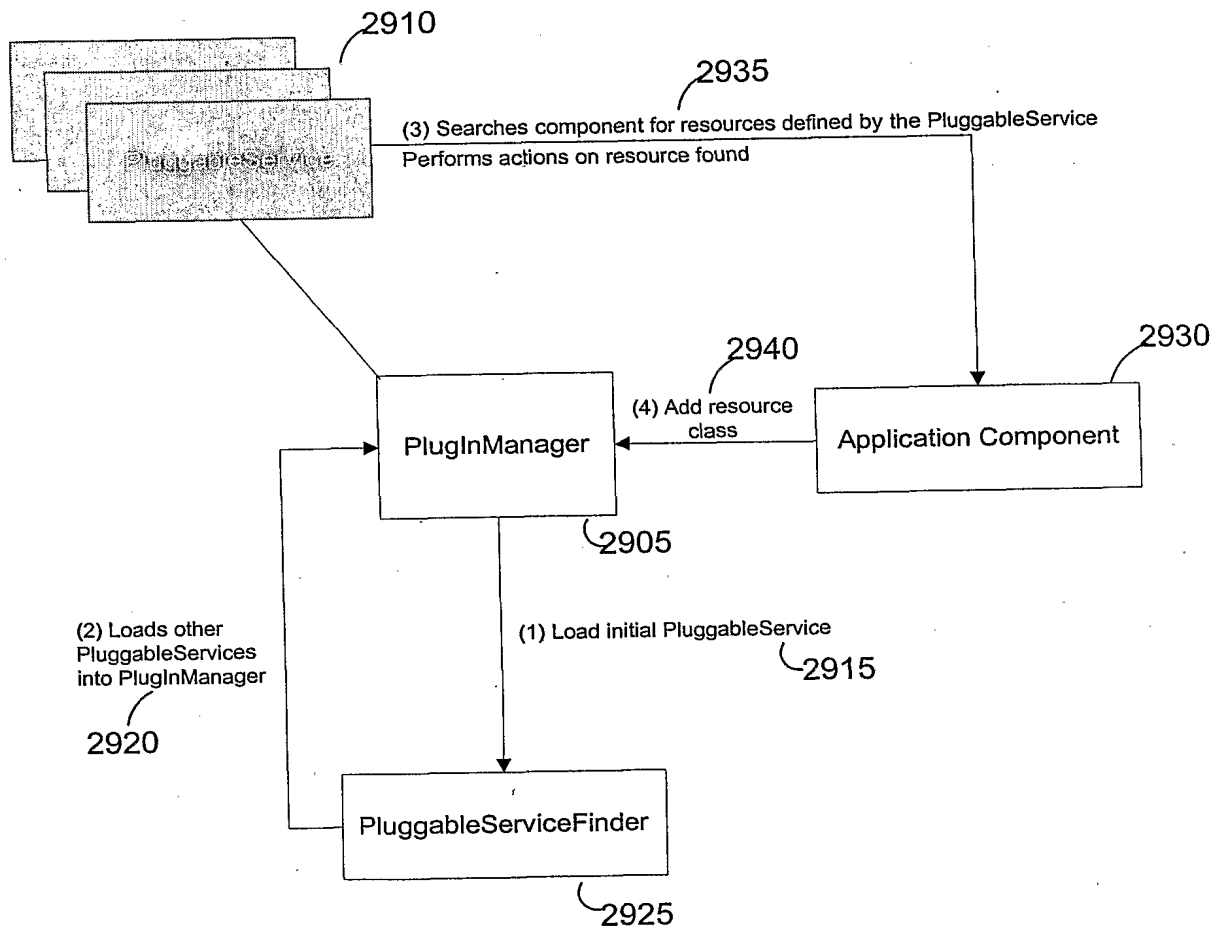 2910
2935
(3) Searches component for resources defined by the PluggableService
Performs actions on resource found
PluggableService
2940
2930
(4) Add resource
class
Application Component
PlugInManager
2905
(2) Loads other
PluggableServices
into PlugInManager
2920
(1) Load initial PluggableService
2915
PluggableServiceFinder
2925